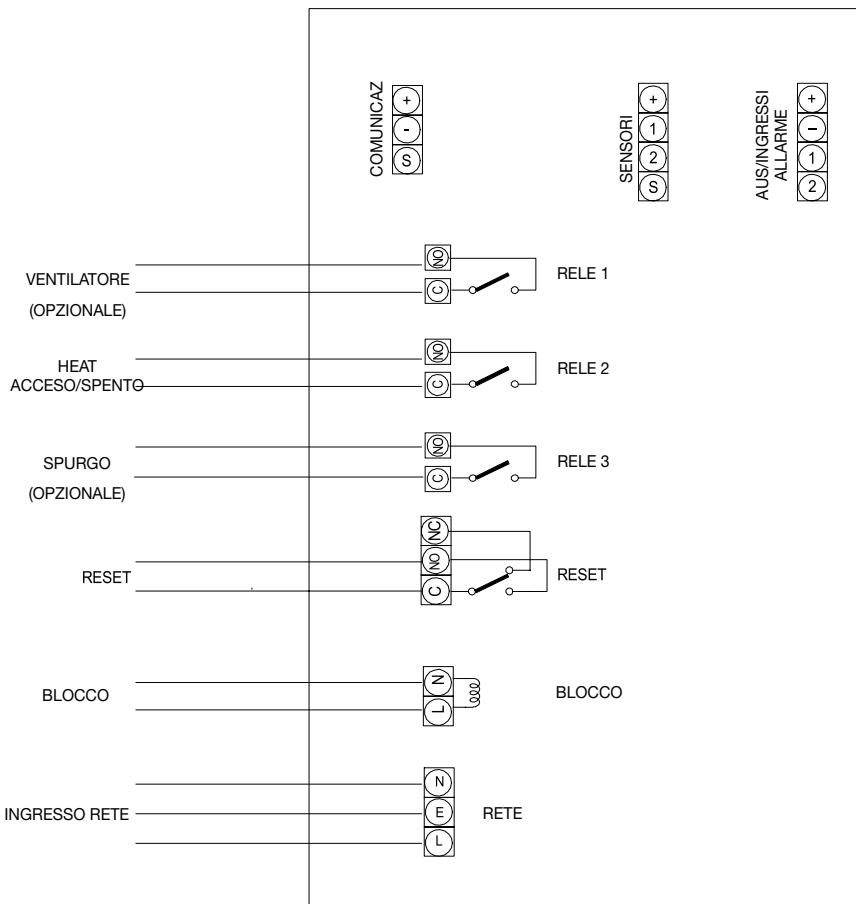 COMUNICAZ
+
-
S
SENSORI
+
1
2
S
AUS/INGRESSI
ALLARME
+
−
1
2
VENTILATORE
(OPZIONALE)
NO
C
RELE 1
HEAT
ACCESO/SPENTO
NO
C
RELE 2
SPURGO
(OPZIONALE)
NO
C
RELE 3
RESET
NC
NO
C
RESET
BLOCCO
N
L
BLOCCO
INGRESSO RETE
N
E
L
RETE